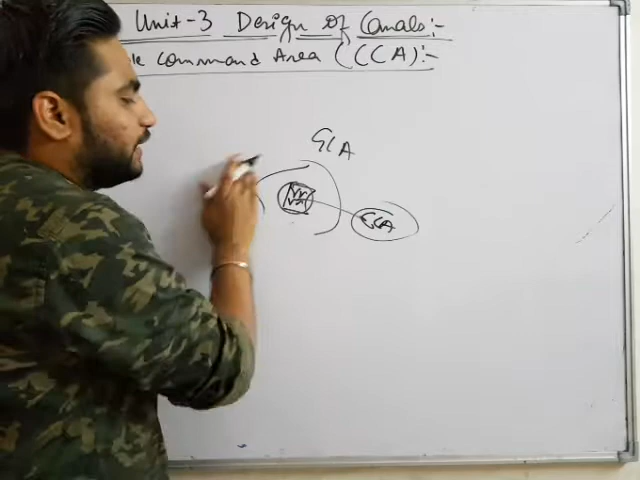 Unit-3 Design of Canals:-
le Command Area (CCA):-
GCA
CCA